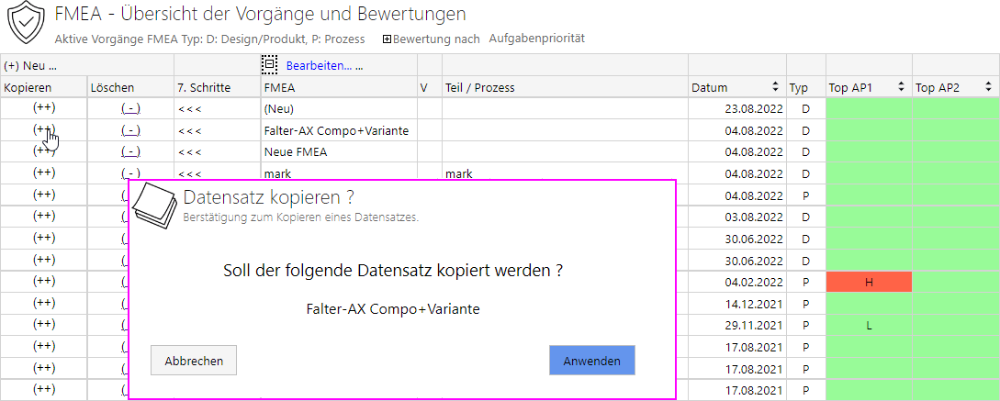 FMEA - Übersicht der Vorgänge und Bewertungen
Aktive Vorgänge FMEA Typ: D: Design/Produkt, P: Prozess Bewertung nach Aufgabenpriorität
(+) Neu ... Bearbeiten... ...
Kopieren Löschen 7. Schritte FMEA V Teil / Prozess Datum Typ Top AP1 Top AP2
(++) ( - ) < < < (Neu) 23.08.2022 D
(++) ( - ) < < < Falter-AX Compo+Variante 04.08.2022 D
(++) ( - ) < < < Neue FMEA 04.08.2022 D
(++) ( - ) < < < mark mark 04.08.2022 D
(++) ( 04.08.2022 P
(++) ( 03.08.2022 D
(++) ( 30.06.2022 D
(++) ( 30.06.2022 D
(++) ( 04.02.2022 P H
(++) ( 14.12.2021 P
(++) ( 29.11.2021 P L
(++) ( 17.08.2021 P
(++) ( 17.08.2021 P
(++) ( 17.08.2021 P
Datensatz kopieren ?
Berstätigung zum Kopieren eines Datensatzes.
Soll der folgende Datensatz kopiert werden ?
Falter-AX Compo+Variante
Abbrechen Anwenden